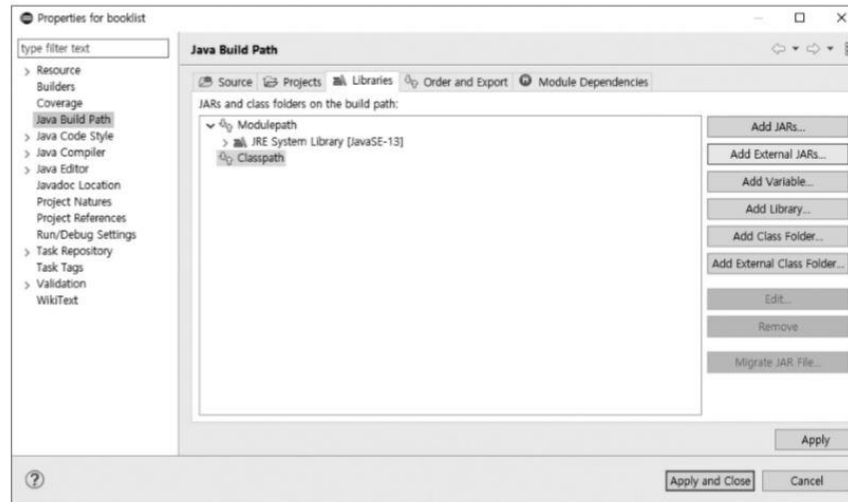 Properties for booklist
type filter text
Resource
Builders
Coverage
Java Build Path
Java Code Style
Java Compiler
Java Editor
Javadoc Location
Project Natures
Project References
Run/Debug Settings
Task Repository
Task Tags
Validation
WikiText
Java Build Path
Source Projects Libraries Order and Export Module Dependencies
JARs and class folders on the build path:
Modulepath
JRE System Library [JavaSE-13]
Classpath
Add JARs...
Add External JARs...
Add Variable...
Add Library...
Add Class Folder...
Add External Class Folder...
Edit...
Remove
Migrate JAR File...
Apply
Apply and Close Cancel